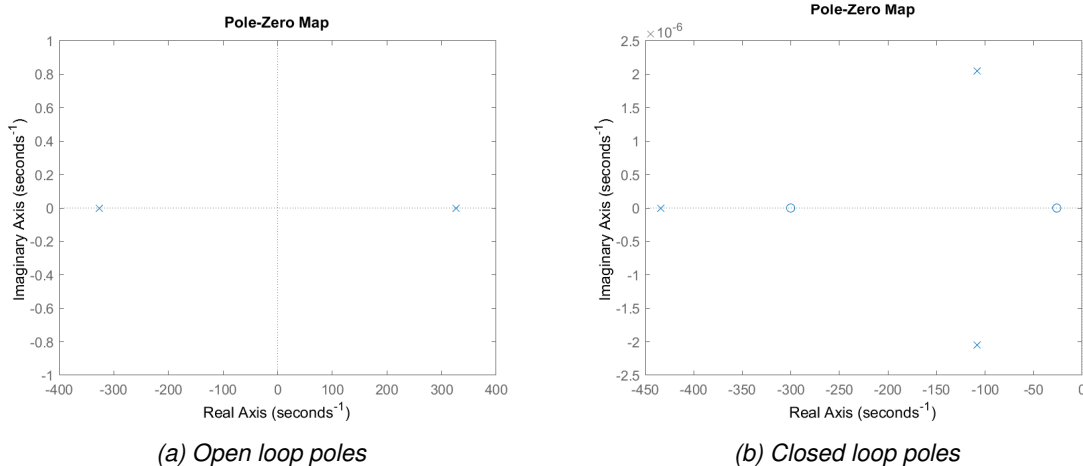 Pole-Zero Map
1
0.8
0.6
0.4
0.2
0
-0.2
-0.4
-0.6
-0.8
-1
Imaginary Axis (seconds-1)
-400 -300 -200 -100 0 100 200 300 400
Real Axis (seconds-1)
(a) Open loop poles
Pole-Zero Map
×10-6
2.5
2
1.5
1
0.5
0
-0.5
-1
-1.5
-2
-2.5
Imaginary Axis (seconds-1)
-450 -400 -350 -300 -250 -200 -150 -100 -50 0
Real Axis (seconds-1)
(b) Closed loop poles